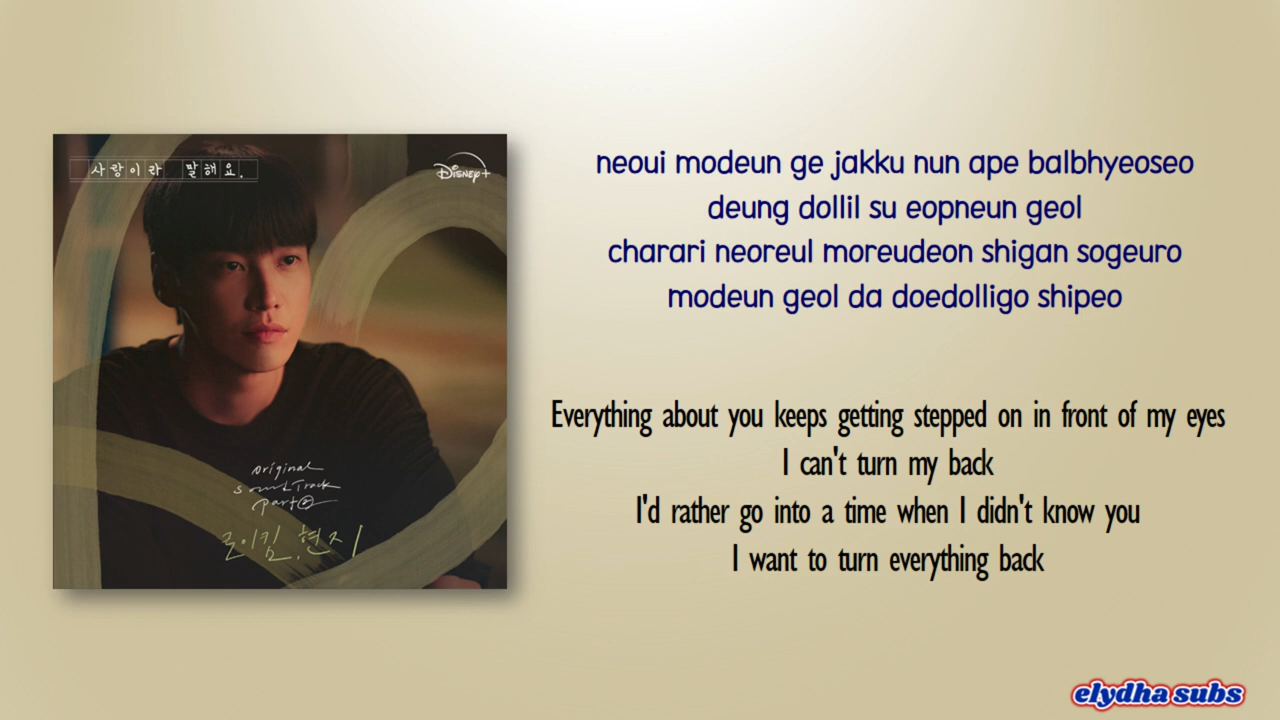 사랑이라 말해요.
Disney+
original
soundTrack
part②
로이킴, 현지
neoui modeun ge jakku nun ape balbhyeoseo
deung dollil su eopneun geol
charari neoreul moreudeon shigan sogeuro
modeun geol da doedolligo shipeo
Everything about you keeps getting stepped on in front of my eyes
I can't turn my back
I'd rather go into a time when I didn't know you
I want to turn everything back
elydha subs